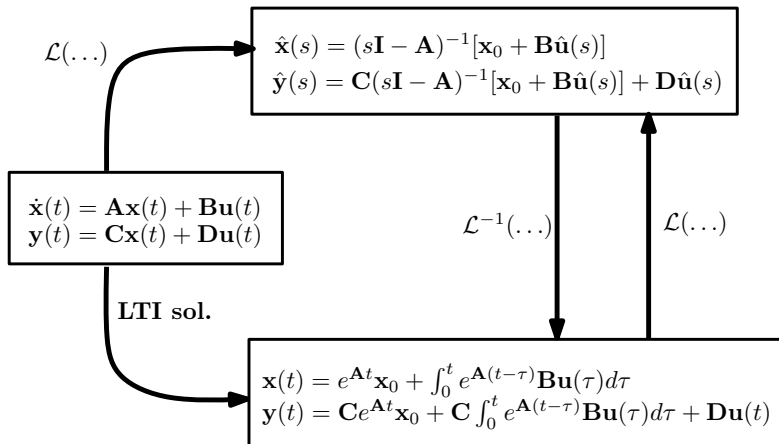 ℒ(…)
x̂(s) = (sI − A)⁻¹[x₀ + Bû(s)]
ŷ(s) = C(sI − A)⁻¹[x₀ + Bû(s)] + Dû(s)
ẋ(t) = Ax(t) + Bu(t)
y(t) = Cx(t) + Du(t)
ℒ⁻¹(…)
ℒ(…)
LTI sol.
x(t) = e^{At}x₀ + ∫₀ᵗ e^{A(t−τ)}Bu(τ)dτ
y(t) = Ce^{At}x₀ + C ∫₀ᵗ e^{A(t−τ)}Bu(τ)dτ + Du(t)